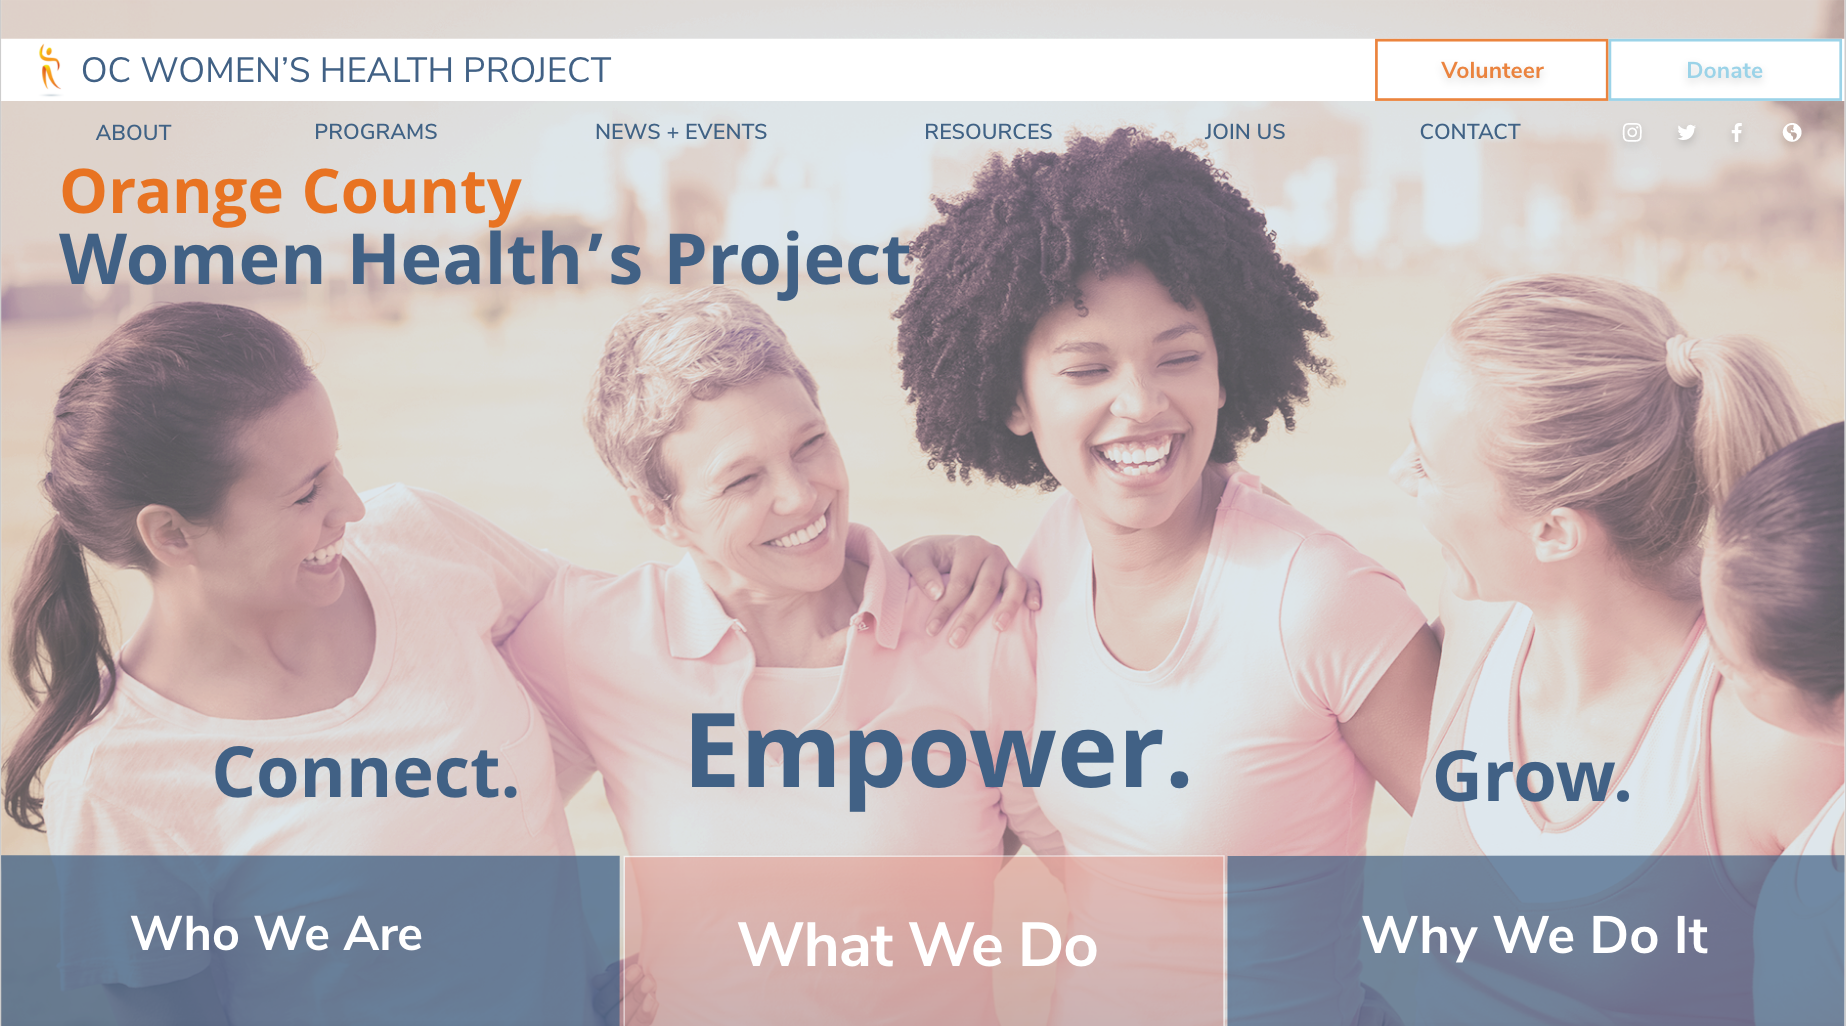 OC WOMEN’S HEALTH PROJECT
Volunteer
Donate
ABOUT
PROGRAMS
NEWS + EVENTS
RESOURCES
JOIN US
CONTACT
Orange County
Women Health’s Project
Connect.
Empower.
Grow.
Who We Are
What We Do
Why We Do It